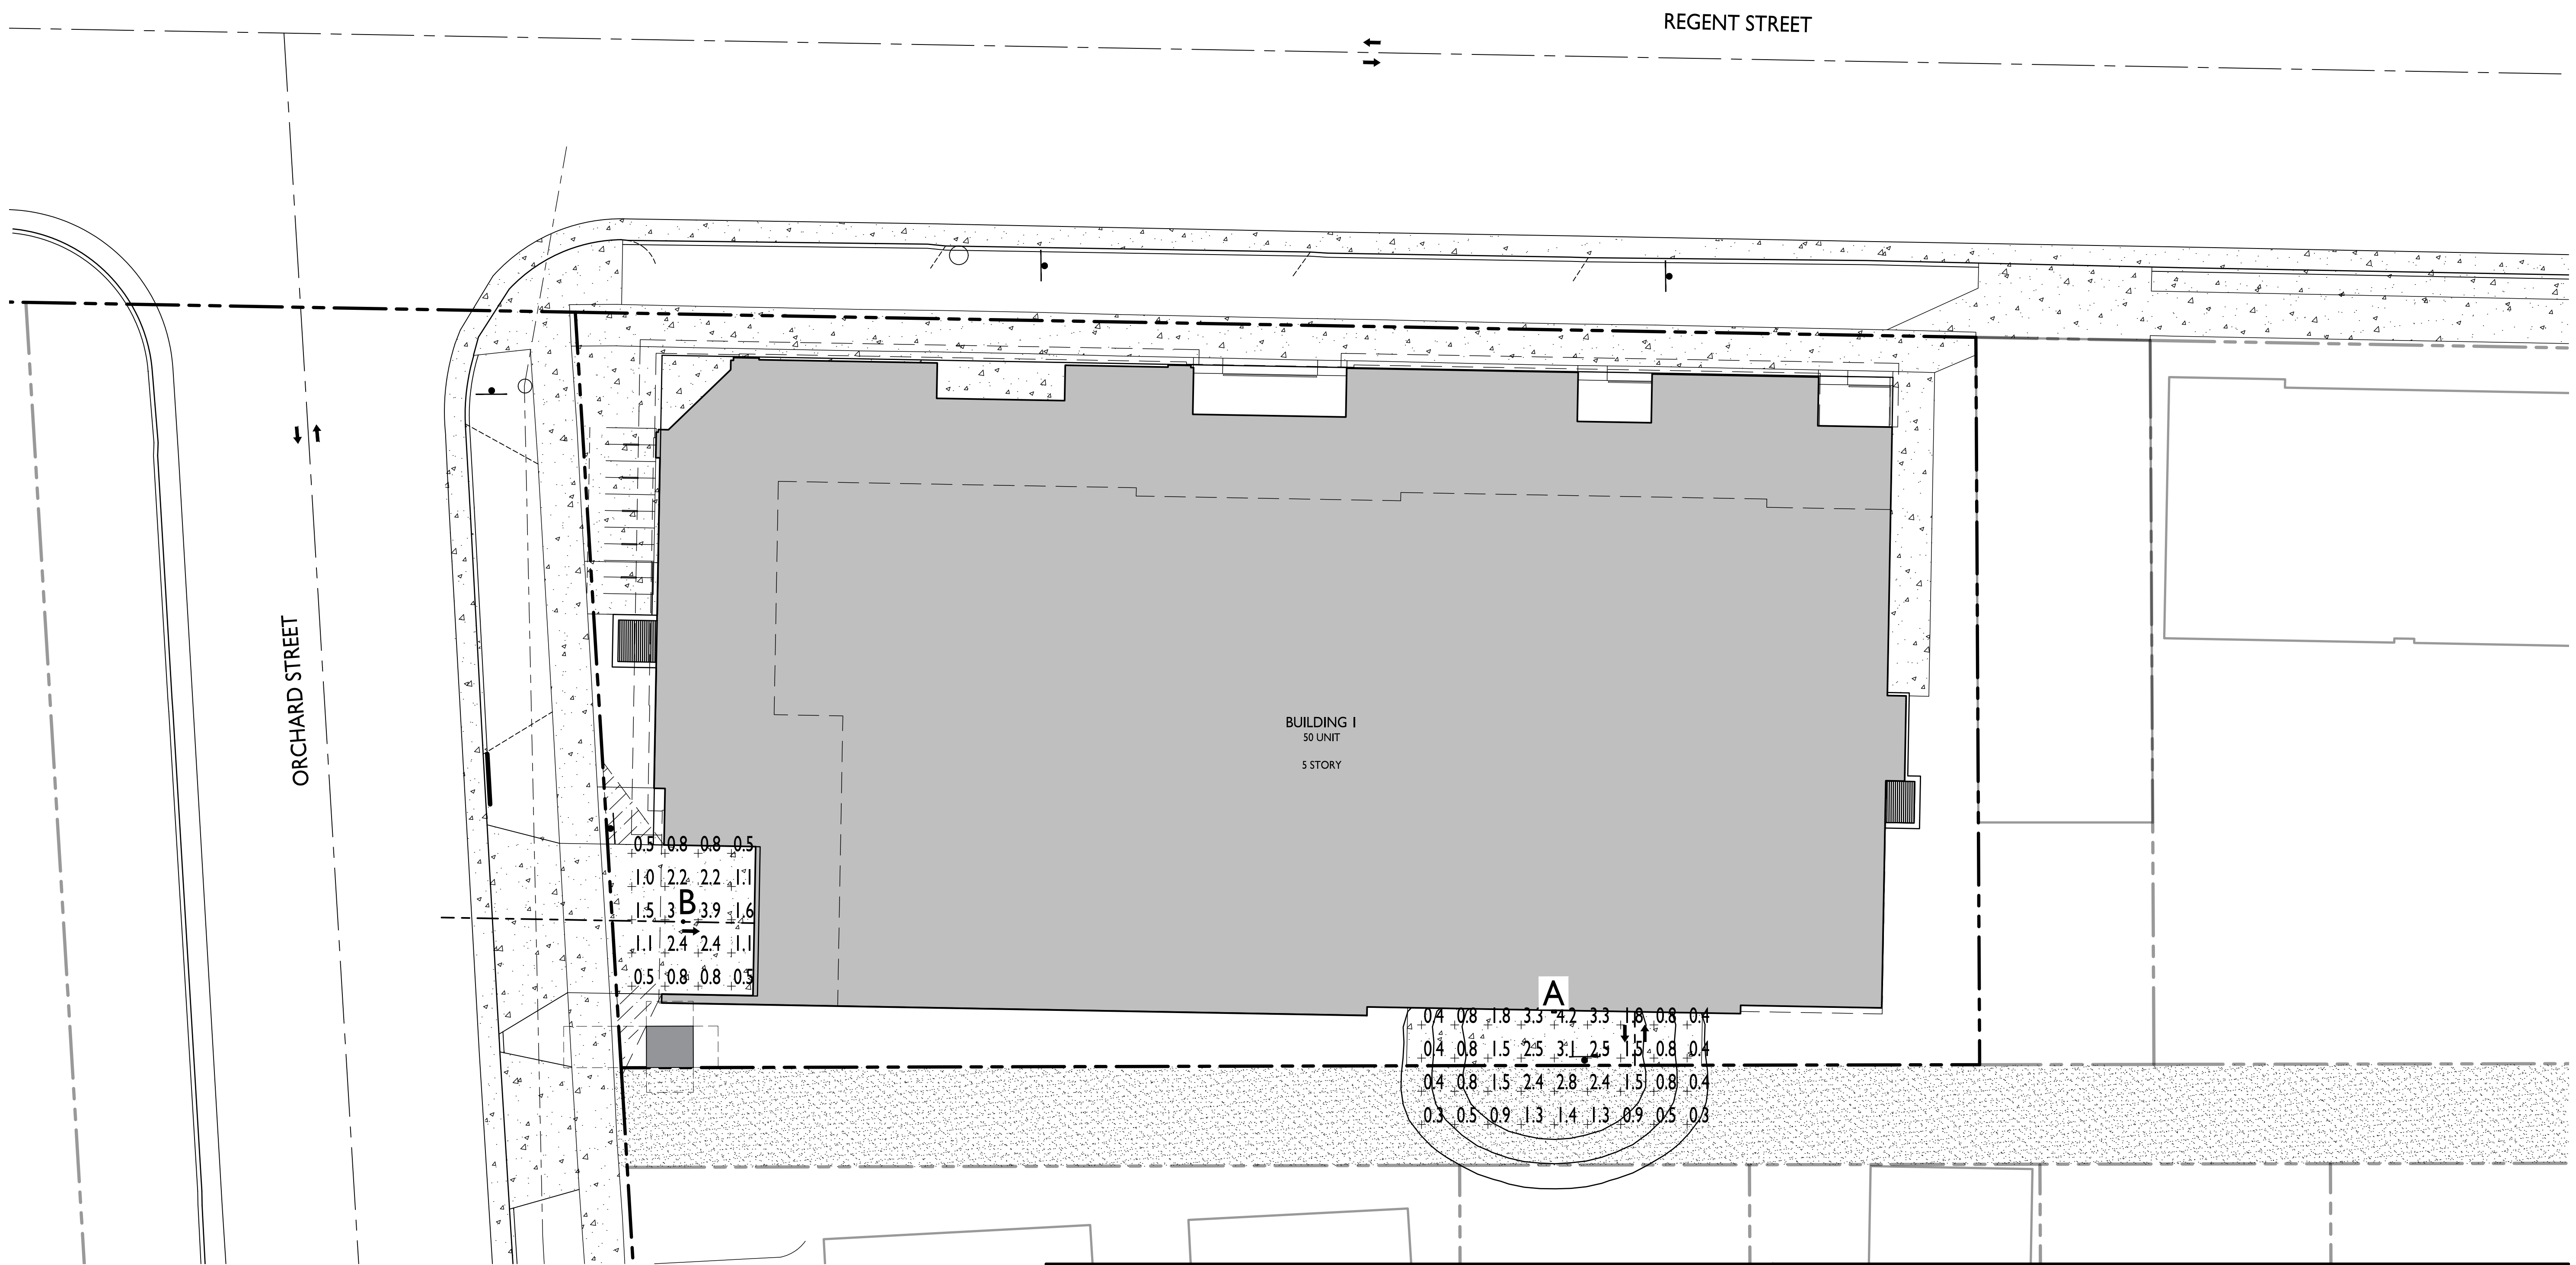 REGENT STREET
ORCHARD STREET
BUILDING 1
50 UNIT
5 STORY
0.5 0.8 0.8 0.5
1.0 2.2 2.2 1.1
B
1.5 3 3.9 1.6
1.1 2.4 2.4 1.1
0.5 0.8 0.8 0.5
A
0.4 0.8 1.8 3.3 4.2 3.3 1.8 0.8 0.4
0.4 0.8 1.5 2.5 3.1 2.5 1.5 0.8 0.4
0.4 0.8 1.5 2.4 2.8 2.4 1.5 0.8 0.4
0.3 0.5 0.9 1.3 1.4 1.3 0.9 0.5 0.3